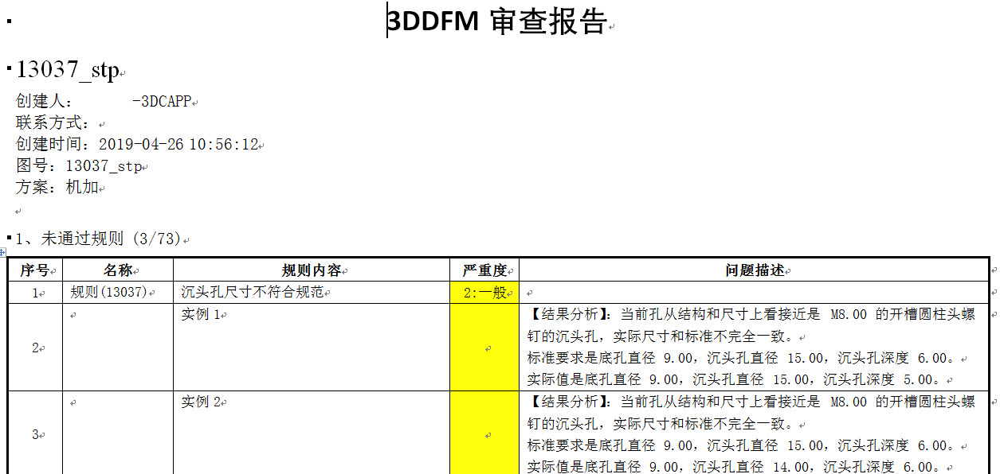 3DDFM 审查报告
13037_stp
创建人： -3DCAPP
联系方式：
创建时间：2019-04-26 10:56:12
图号：13037_stp
方案：机加
1、未通过规则 (3/73)
序号 名称 规则内容 严重度 问题描述
1 规则(13037) 沉头孔尺寸不符合规范 2:一般
2 实例 1 【结果分析】：当前孔从结构和尺寸上看接近是 M8.00 的开槽圆柱头螺
钉的沉头孔，实际尺寸和标准不完全一致。
标准要求是底孔直径 9.00，沉头孔直径 15.00，沉头孔深度 6.00。
实际值是底孔直径 9.00，沉头孔直径 15.00，沉头孔深度 5.00。
3 实例 2 【结果分析】：当前孔从结构和尺寸上看接近是 M8.00 的开槽圆柱头螺
钉的沉头孔，实际尺寸和标准不完全一致。
标准要求是底孔直径 9.00，沉头孔直径 15.00，沉头孔深度 6.00。
实际值是底孔直径 9.00，沉头孔直径 14.00，沉头孔深度 6.00。